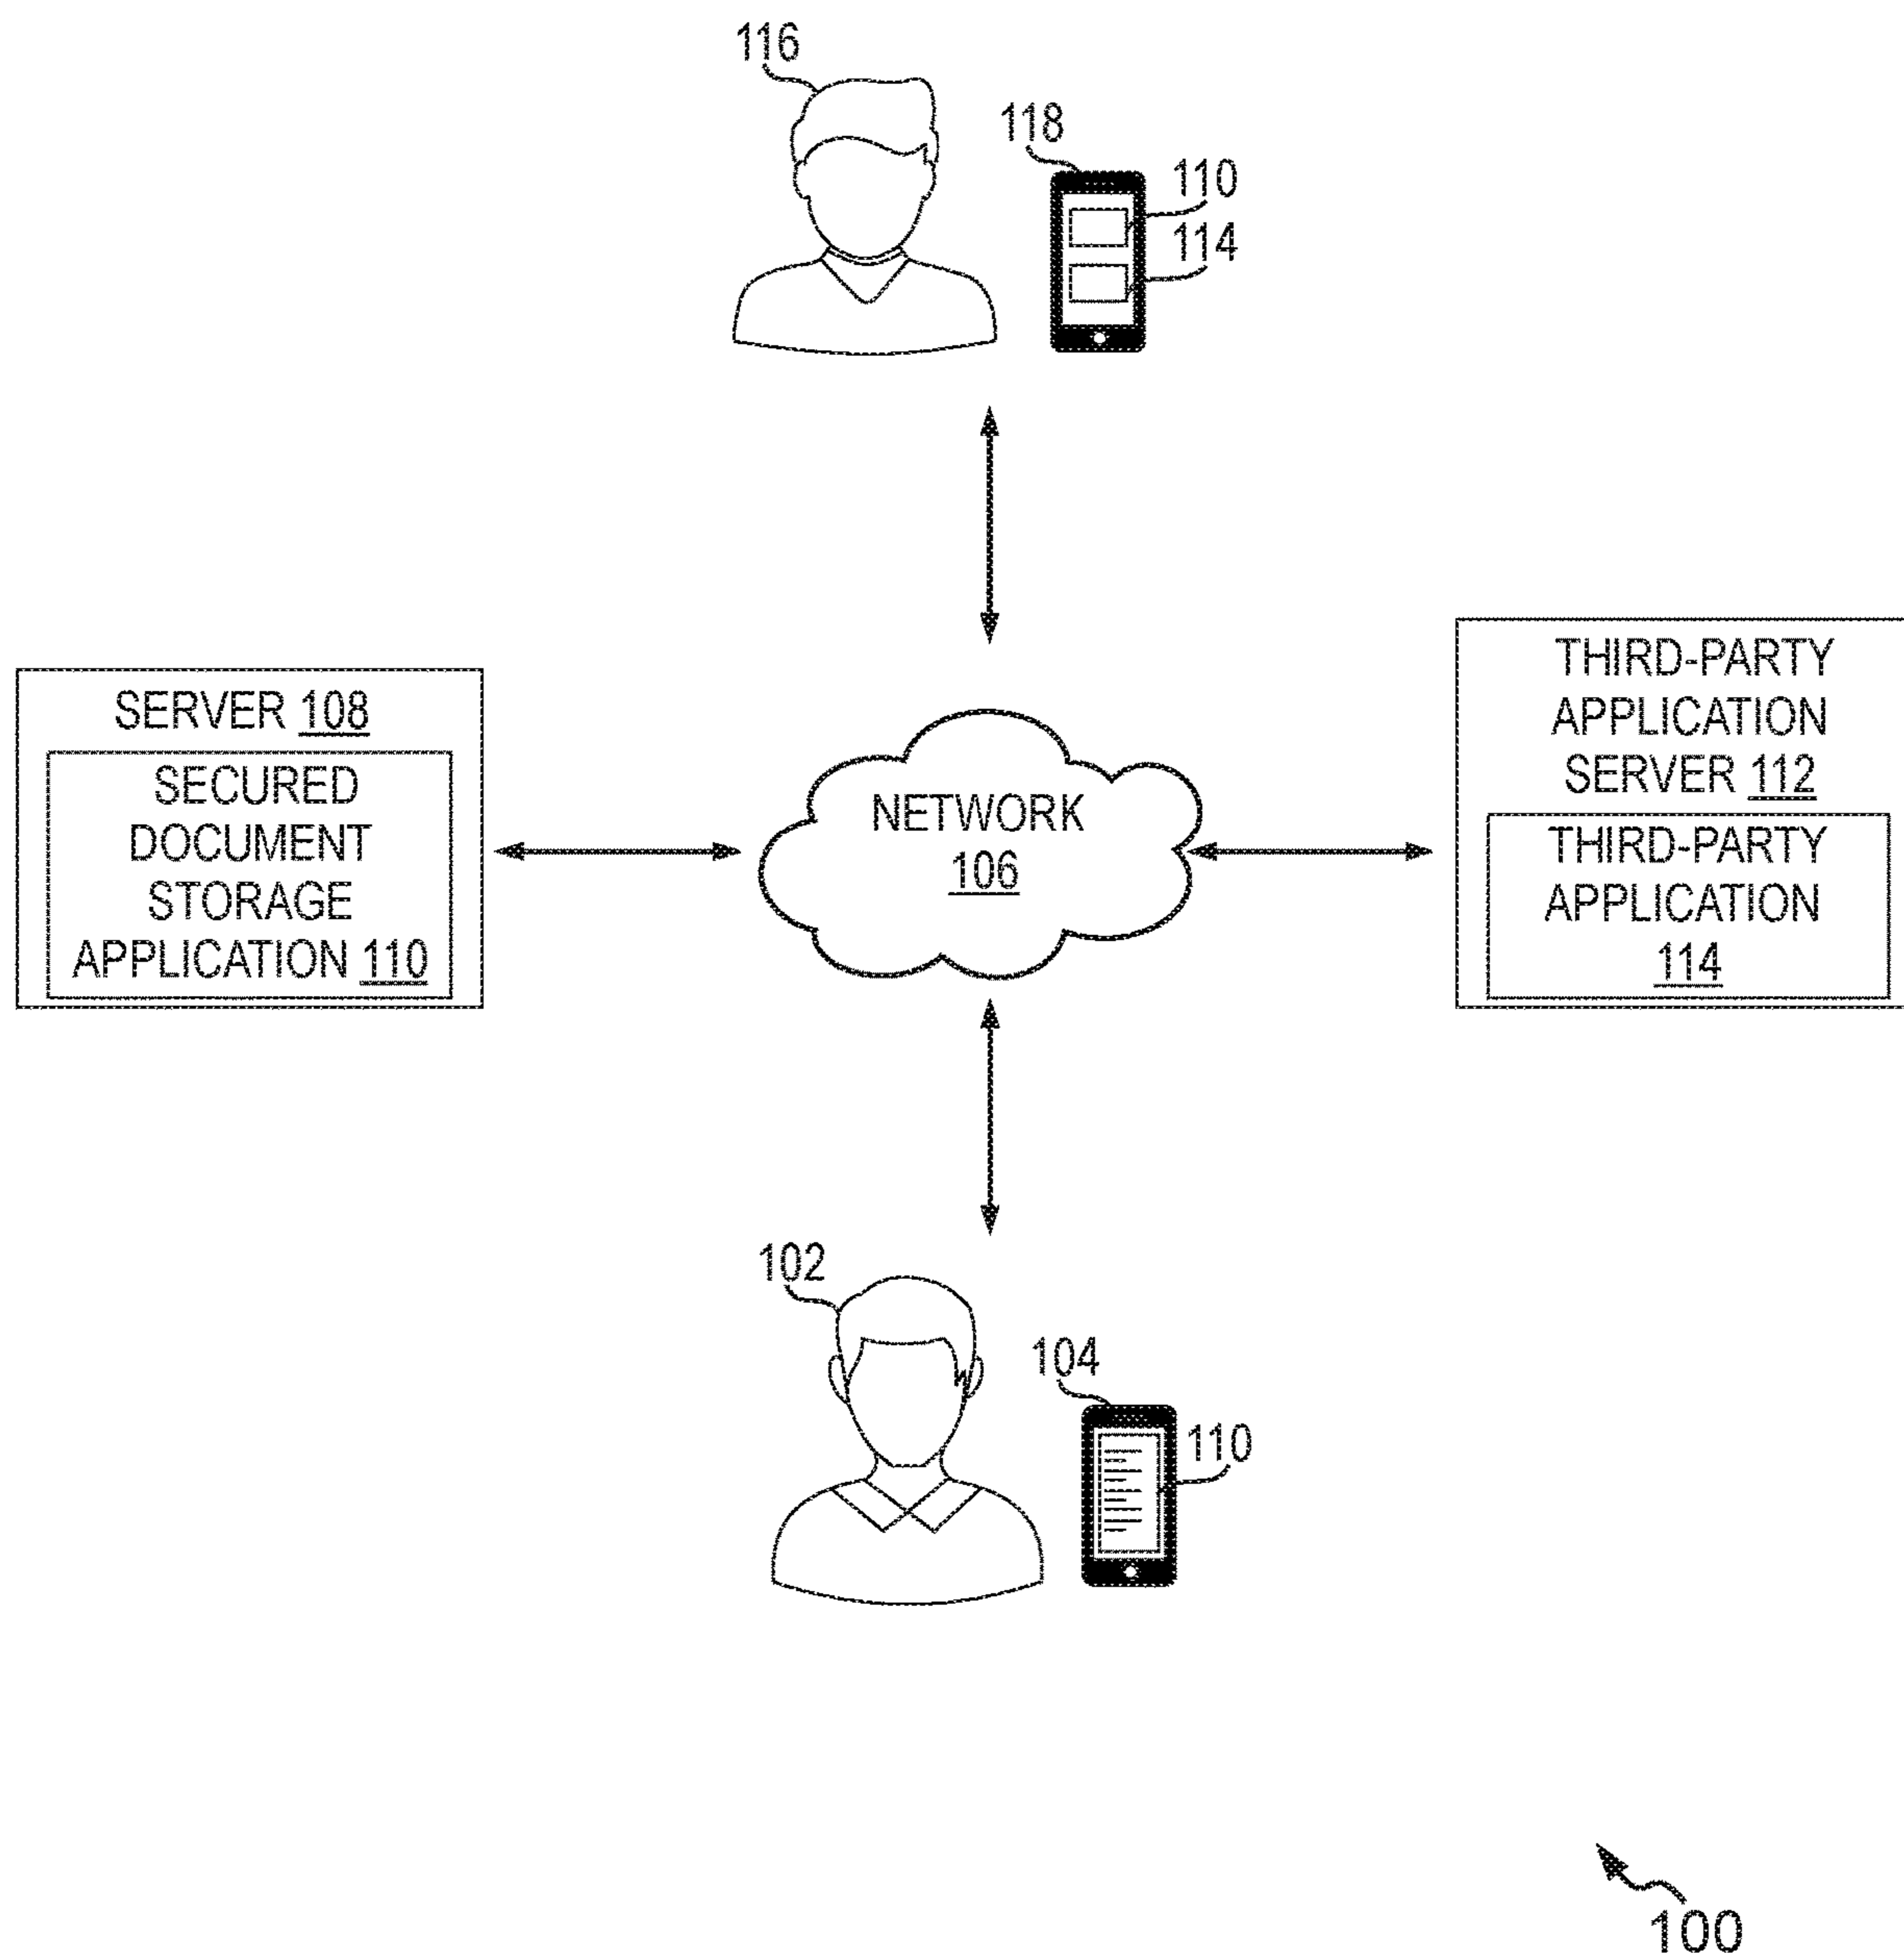 116
118
110
114
SERVER 108
SECURED
DOCUMENT
STORAGE
APPLICATION 110
NETWORK
106
THIRD-PARTY
APPLICATION
SERVER 112
THIRD-PARTY
APPLICATION
114
102
104
110
100